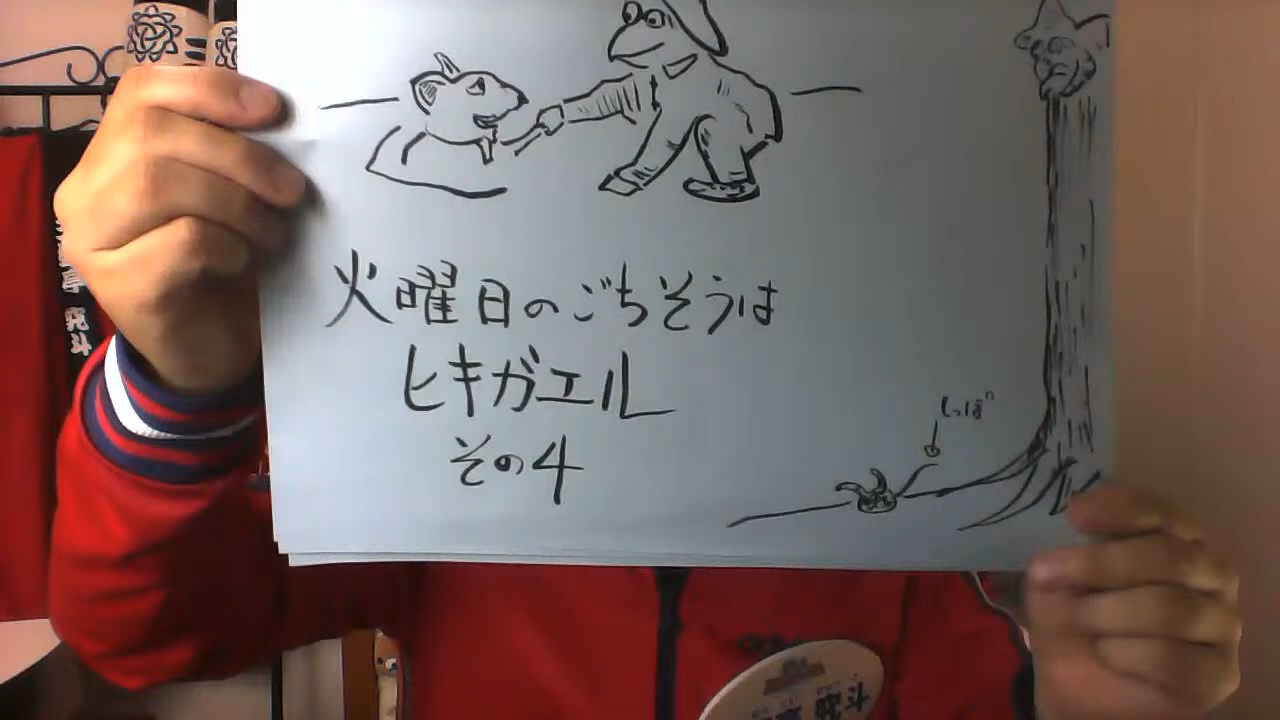 火曜日のごちそうは
ヒキガエル
その4
しっぽ